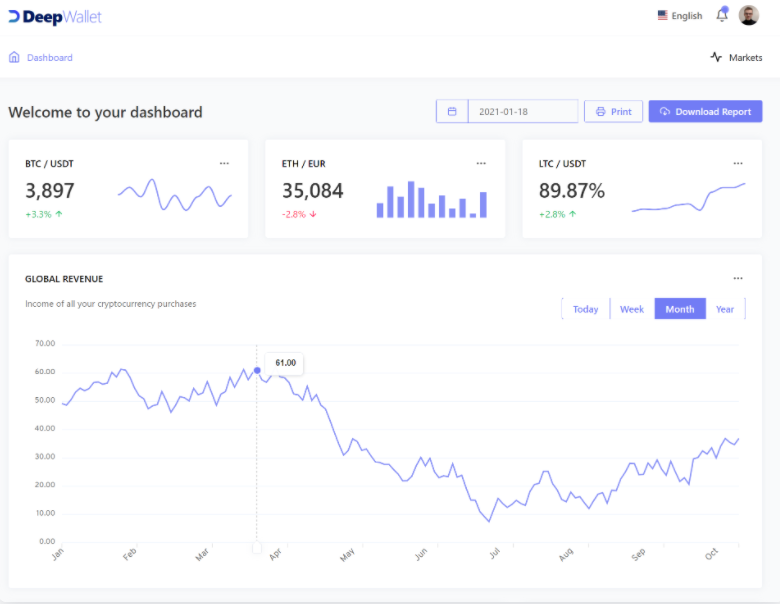 DeepWallet
English
Dashboard
Markets
Welcome to your dashboard
2021-01-18
Print
Download Report
BTC / USDT
3,897
+3.3%
ETH / EUR
35,084
-2.8%
LTC / USDT
89.87%
+2.8%
GLOBAL REVENUE
Income of all your cryptocurrency purchases
Today
Week
Month
Year
70.00
60.00
50.00
40.00
30.00
20.00
10.00
0.00
61.00
Jan
Feb
Mar
Apr
May
Jun
Jul
Aug
Sep
Oct